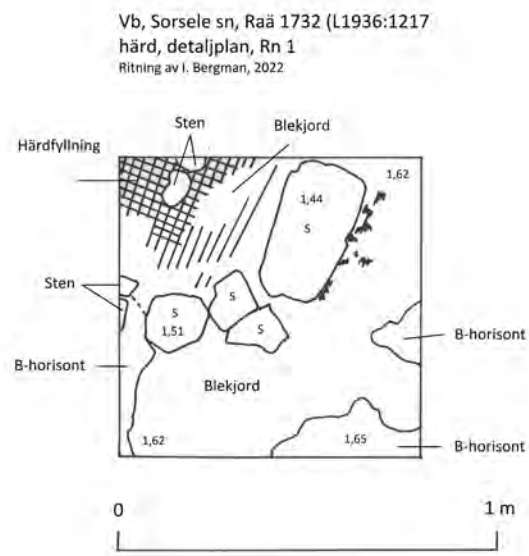 Vb, Sorsele sn, Raä 1732 (L1936:1217
härd, detaljplan, Rn 1
Ritning av I. Bergman, 2022
Sten
Blekjord
Härdfyllning
1,44
1,62
S
Sten
S
S
1,51
S
B-horisont
B-horisont
Blekjord
1,62
1,65
B-horisont
0
1 m